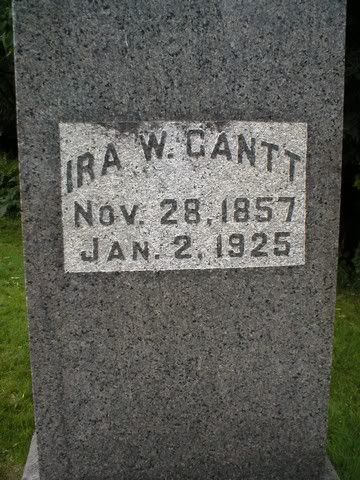 IRA W. GANTT
NOV. 28, 1857
JAN. 2, 1925